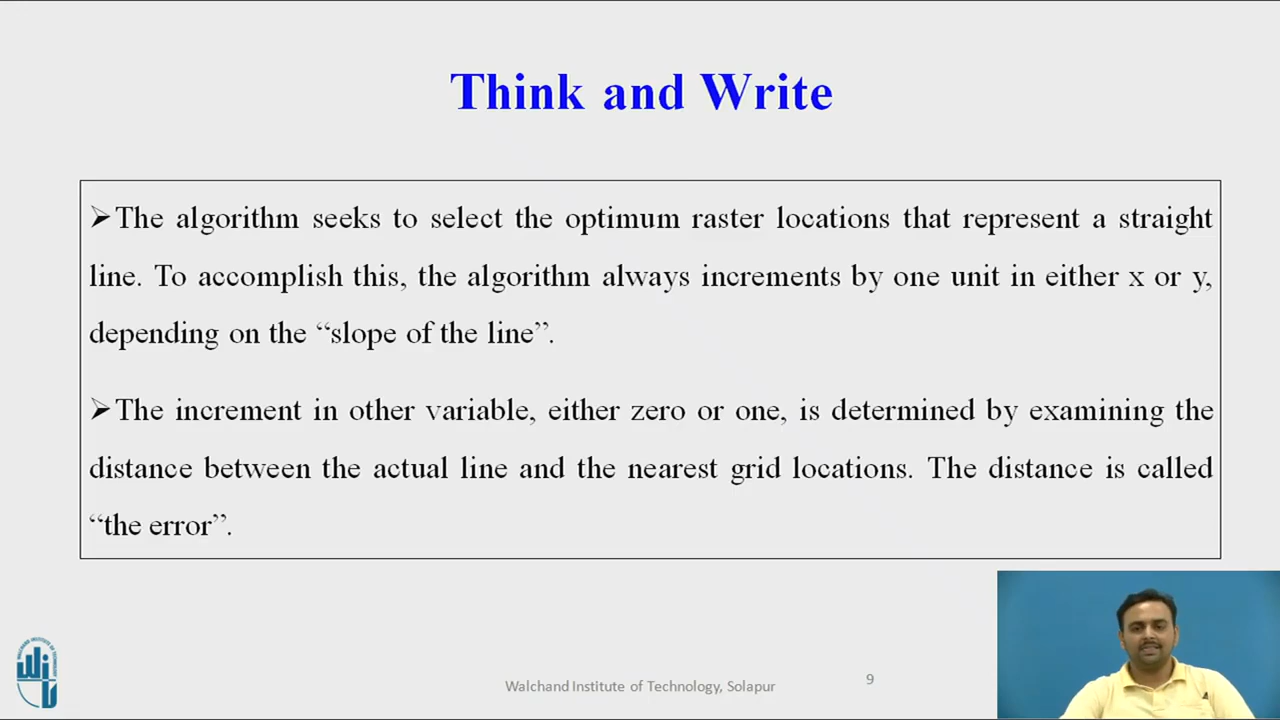 Think and Write
➤The algorithm seeks to select the optimum raster locations that represent a straight
line. To accomplish this, the algorithm always increments by one unit in either x or y,
depending on the “slope of the line”.
➤The increment in other variable, either zero or one, is determined by examining the
distance between the actual line and the nearest grid locations. The distance is called
“the error”.
Walchand Institute of Technology, Solapur
9